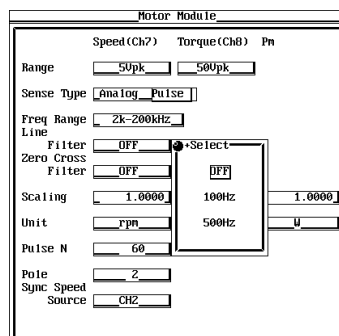 Motor Module
Speed(Ch7) Torque(Ch8) Pm
Range 5Vpk 50Vpk
Sense Type Analog Pulse
Freq Range 2k-200kHz
Line
Filter OFF
+Select
Zero Cross
Filter OFF
OFF
Scaling 1.0000 100Hz 1.0000
Unit rpm 500Hz W
Pulse N 60
Pole 2
Sync Speed
Source CH2